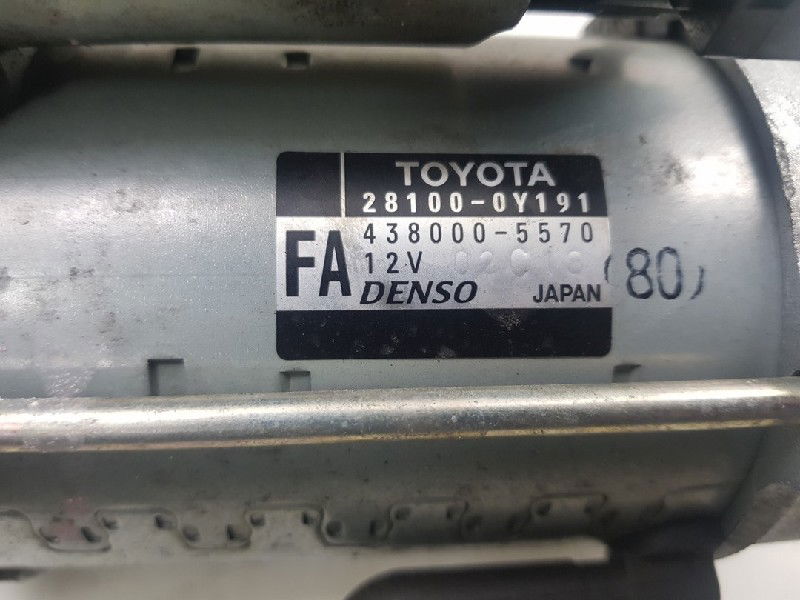 TOYOTA
28100-0Y191
438000-5570
FA 12V
DENSO JAPAN
(80)